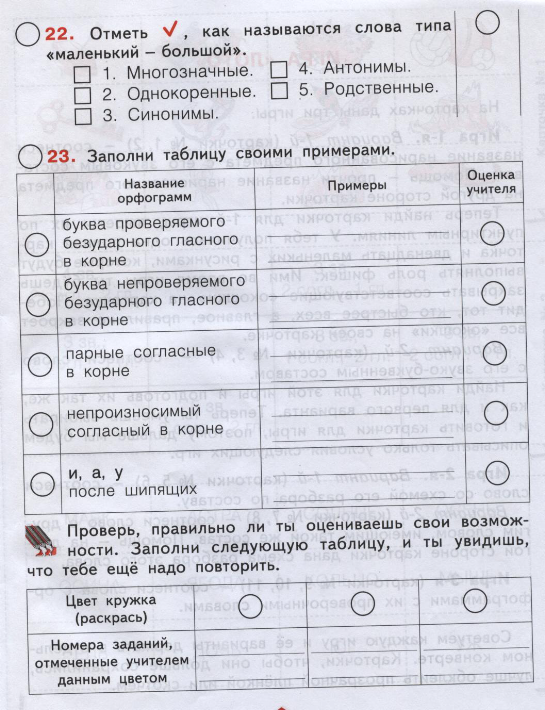 22. Отметь ✓, как называются слова типа
«маленький – большой».
1. Многозначные. 4. Антонимы.
2. Однокоренные. 5. Родственные.
3. Синонимы.
23. Заполни таблицу своими примерами.
Название орфограмм Примеры Оценка учителя
буква проверяемого
безударного гласного
в корне
буква непроверяемого
безударного гласного
в корне
парные согласные
в корне
непроизносимый
согласный в корне
и, а, у
после шипящих
Проверь, правильно ли ты оцениваешь свои возмож-
ности. Заполни следующую таблицу, и ты увидишь,
что тебе ещё надо повторить.
Цвет кружка
(раскрась)
Номера заданий,
отмеченные учителем
данным цветом